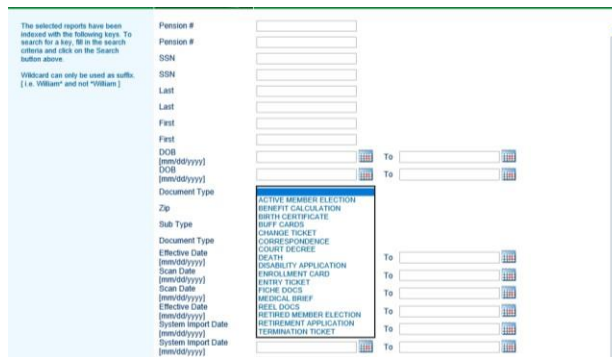 The selected reports have been
indexed with the following keys. To
search for a key, fill in the search
criteria and click on the Search
button above.
Wildcard can only be used as suffix.
[ i.e. William* and not *William ]
Pension #
Pension #
SSN
SSN
Last
Last
First
First
DOB
[mm/dd/yyyy]
To
DOB
[mm/dd/yyyy]
To
Document Type
Zip
Sub Type
Document Type
ACTIVE MEMBER ELECTION
BENEFIT CALCULATION
BIRTH CERTIFICATE
BUFF CARDS
CHANGE TICKET
CORRESPONDENCE
COURT DECREE
DEATH
DISABILITY APPLICATION
ENROLLMENT CARD
ENTRY TICKET
FICHE DOCS
MEDICAL BRIEF
REEL DOCS
RETIRED MEMBER ELECTION
RETIREMENT APPLICATION
TERMINATION TICKET
Effective Date
[mm/dd/yyyy]
To
Scan Date
[mm/dd/yyyy]
To
Scan Date
[mm/dd/yyyy]
To
Effective Date
[mm/dd/yyyy]
To
System Import Date
[mm/dd/yyyy]
To
System Import Date
[mm/dd/yyyy]
To